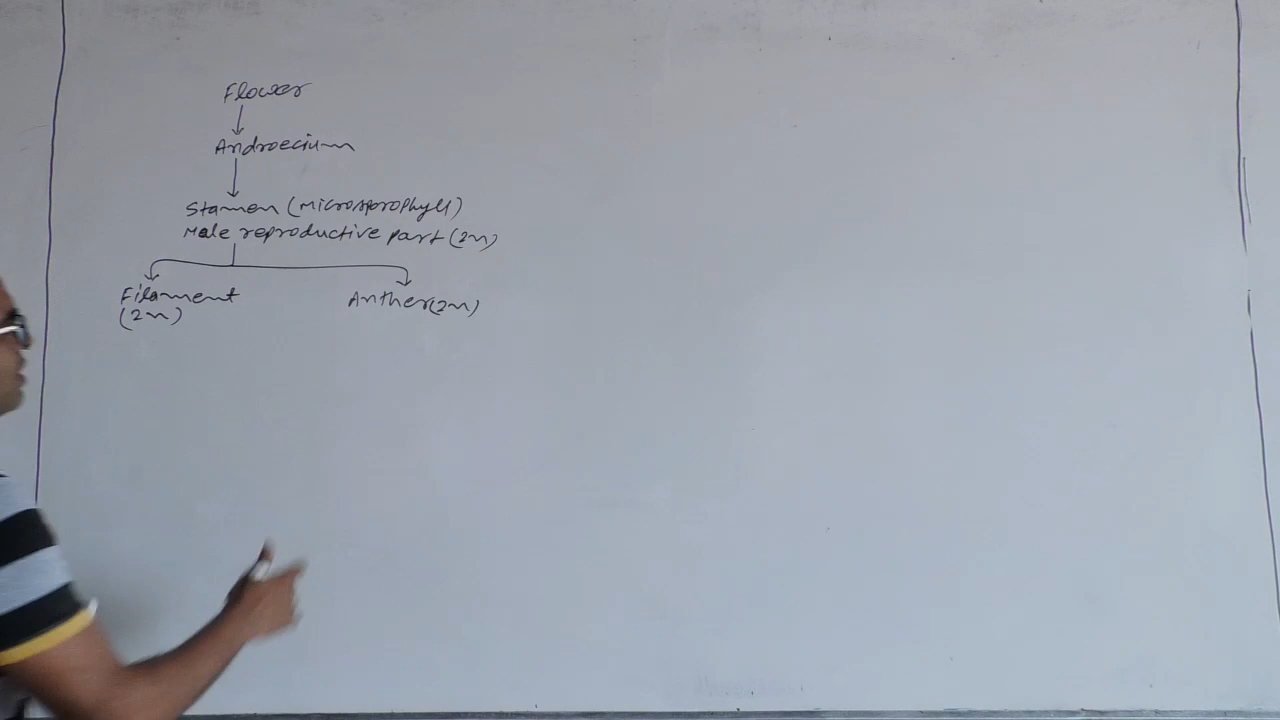 Flower
Androecium
Stamen (Microsporophyll)
Male reproductive part (2n)
Filament
(2n)
Anther (2n)